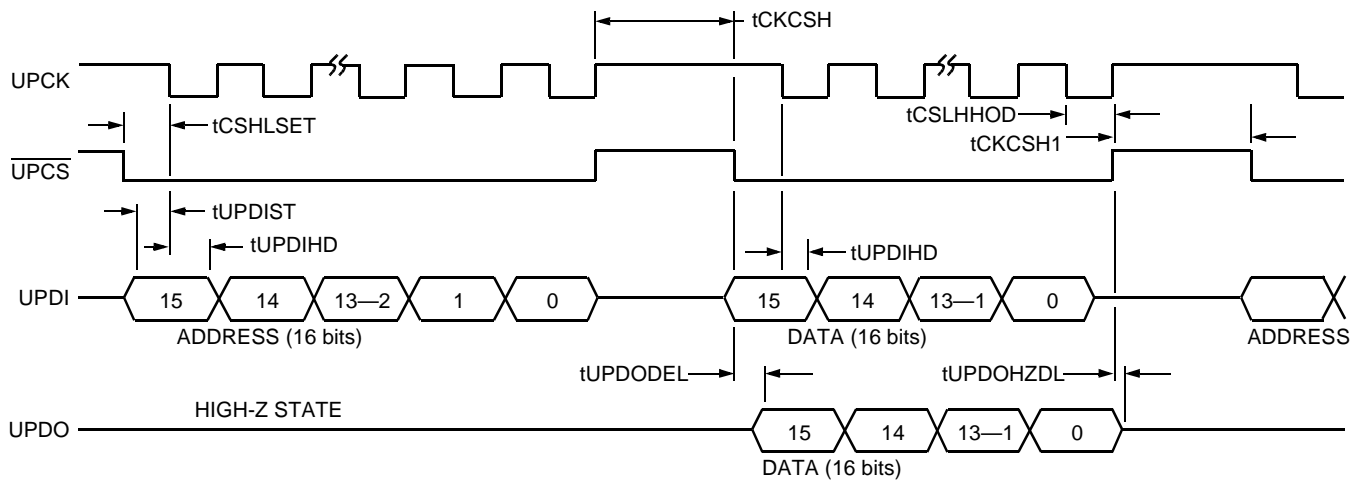 tCKCSH
UPCK
tCSLHHOD
tCSHLSET
tCKCSH1
UPCS
tUPDIST
tUPDIHD
tUPDIHD
UPDI
15
14
13—2
1
0
15
14
13—1
0
ADDRESS (16 bits)
DATA (16 bits)
ADDRESS
tUPDODEL
tUPDOHZDL
HIGH-Z STATE
UPDO
15
14
13—1
0
DATA (16 bits)